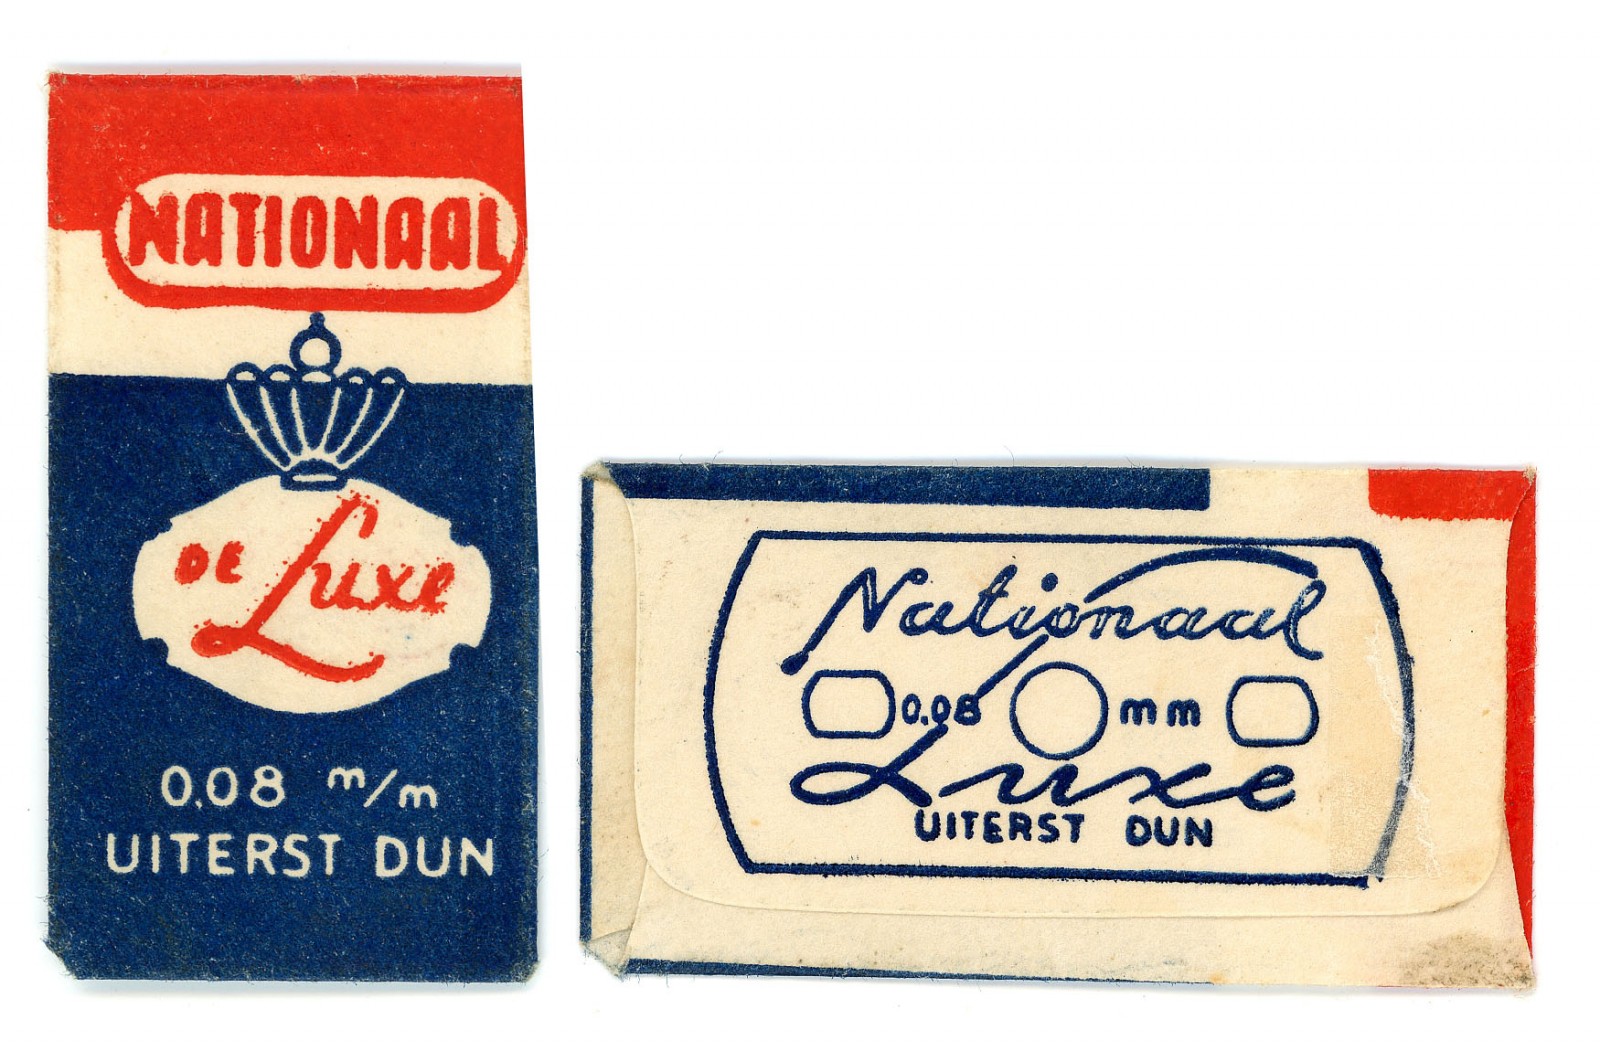 NATIONAAL
DE Luxe
0.08 m/m
UITERST DUN
Nationaal
0.08 mm
Luxe
UITERST DUN